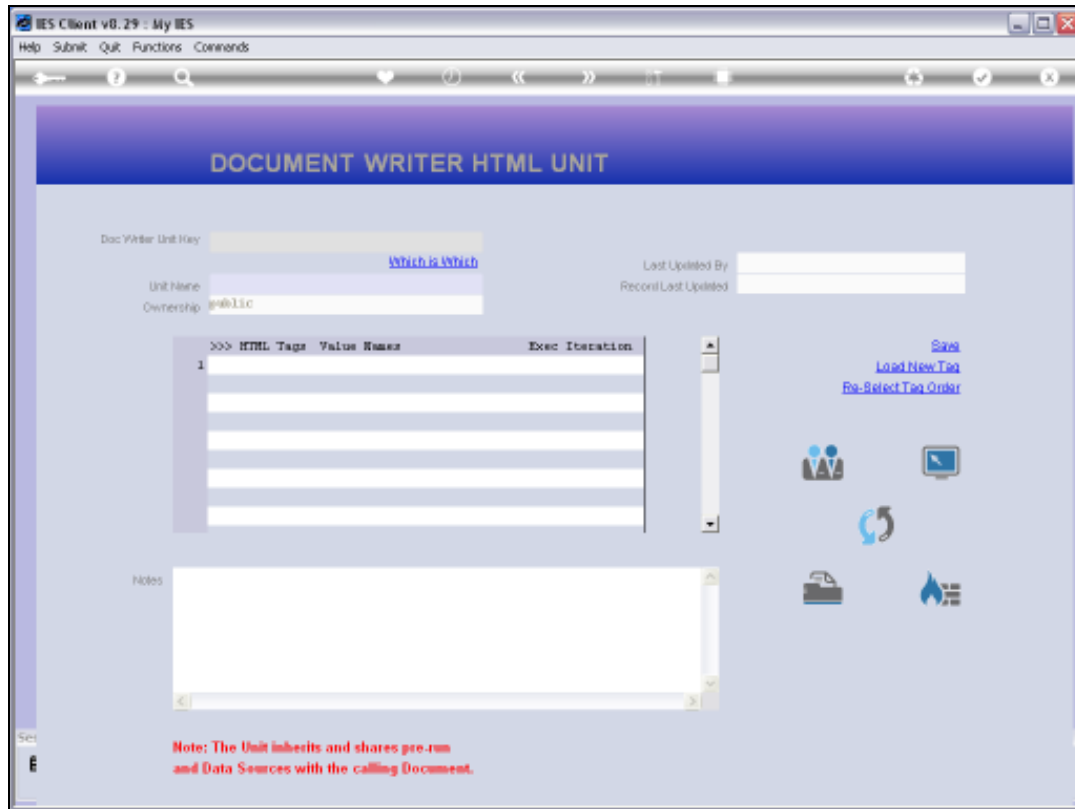 IES Client v8.29 : My IES
Help Submit Quit Functions Commands
DOCUMENT WRITER HTML UNIT
Doc Writer Unit Key
Which is Which
Last Updated By
Unit Name
Record Last Updated
Ownership public
>>> HTML Tags Value Names Exec Iteration
1
Save
Load New Tag
Re-Select Tag Order
Notes
Note: The Unit inherits and shares pre-run
and Data Sources with the calling Document.